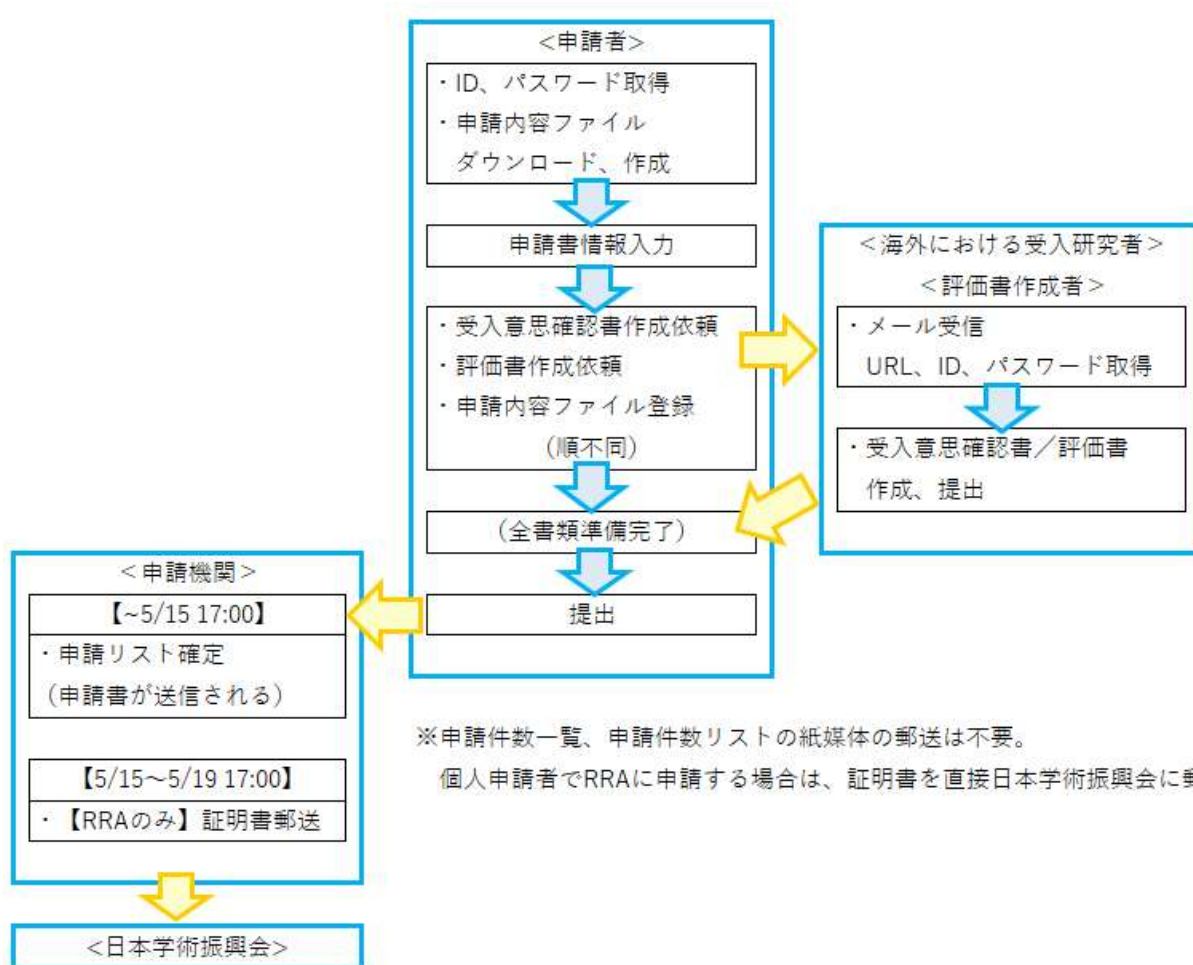 <申請者>
・ID、パスワード取得
・申請内容ファイル
ダウンロード、作成
申請書情報入力
・受入意思確認書作成依頼
・評価書作成依頼
・申請内容ファイル登録
(順不同)
(全書類準備完了)
提出
<海外における受入研究者>
<評価書作成者>
・メール受信
URL、ID、パスワード取得
・受入意思確認書／評価書
作成、提出
<申請機関>
【~5/15 17:00】
・申請リスト確定
(申請書が送信される)
【5/15～5/19 17:00】
・【RRAのみ】証明書郵送
※申請件数一覧、申請件数リストの紙媒体の郵送は不要。
個人申請者でRRAに申請する場合は、証明書を直接日本学術振興会に
<日本学術振興会>